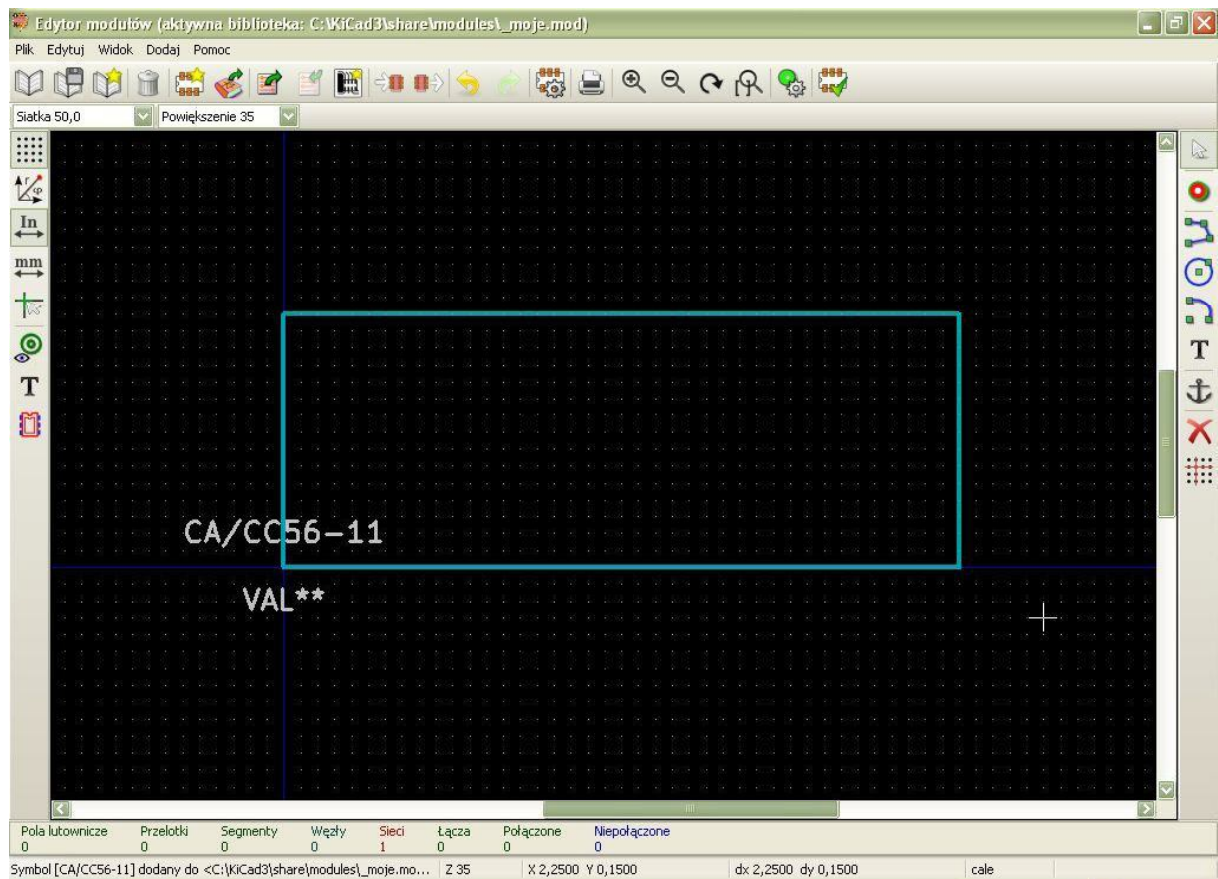 Edytor modułów (aktywna biblioteka: C:\KiCad3\share\modules\_moje.mod)
Plik Edytuj Widok Dodaj Pomoc
Siatka 50,0 Powiększenie 35
In
mm
T
T
CA/CC56-11
VAL**
Pola lutownicze Przelotki Segmenty Węzły Sieci Łącza Połączone Niepołączone
0 0 0 0 1 0 0 0
Symbol [CA/CC56-11] dodany do <C:\KiCad3\share\modules\_moje.mo... Z 35 X 2,2500 Y 0,1500 dx 2,2500 dy 0,1500 cale